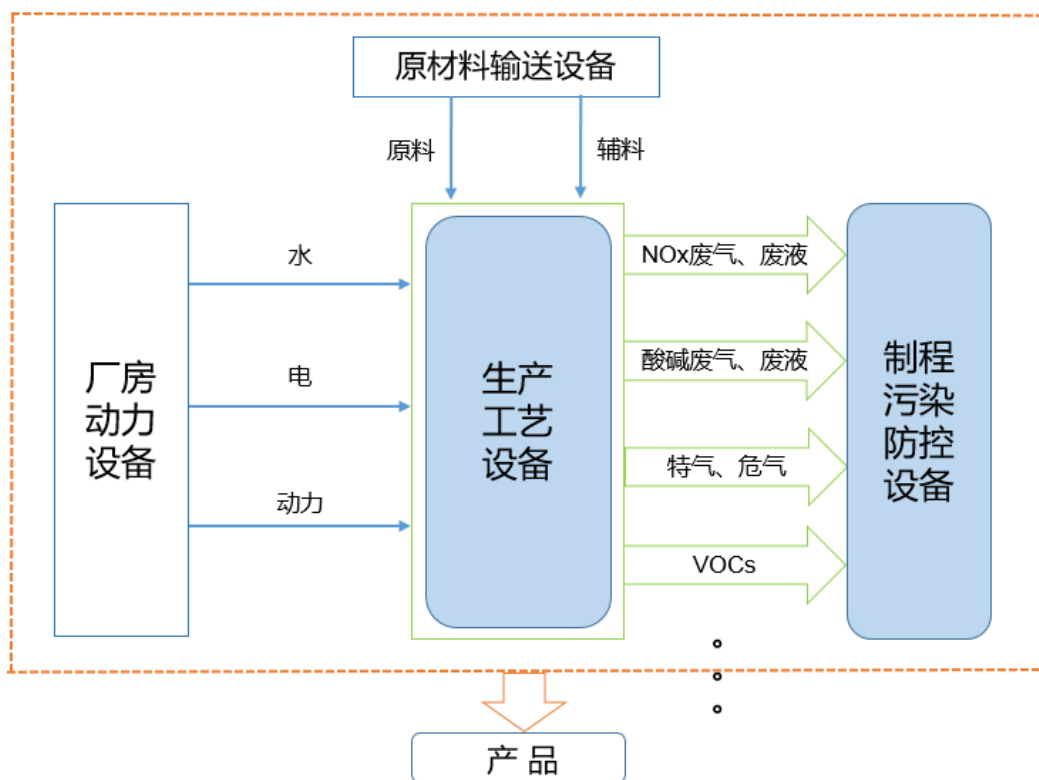 原材料输送设备
原料
辅料
厂房
动力
设备
水
电
动力
生产
工艺
设备
NOx废气、废液
酸碱废气、废液
特气、危气
VOCs
制程
污染
防控
设备
产 品